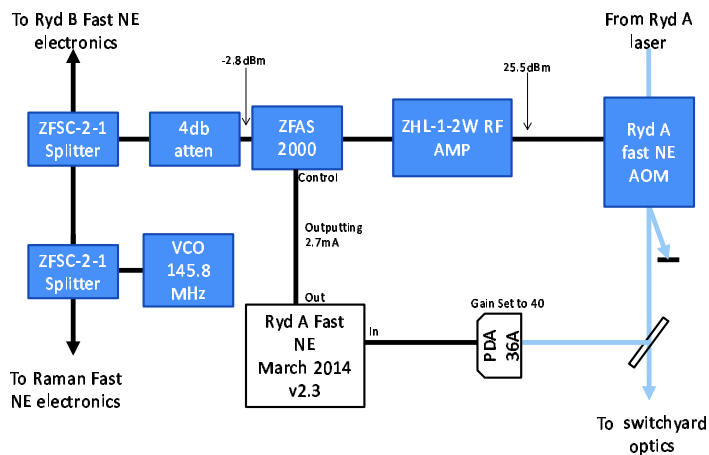 To Ryd B Fast NE
electronics
From Ryd A
laser
-2.8dBm
25.5dBm
ZFSC-2-1
Splitter
4db
atten
ZFAS
2000
ZHL-1-2W RF
AMP
Ryd A
fast NE
AOM
Control
Outputting
2.7mA
ZFSC-2-1
Splitter
VCO
145.8
MHz
Out
Ryd A Fast
NE
March 2014
v2.3
In
Gain Set to 40
PDA
36A
To Raman Fast
NE electronics
To switchyard
optics